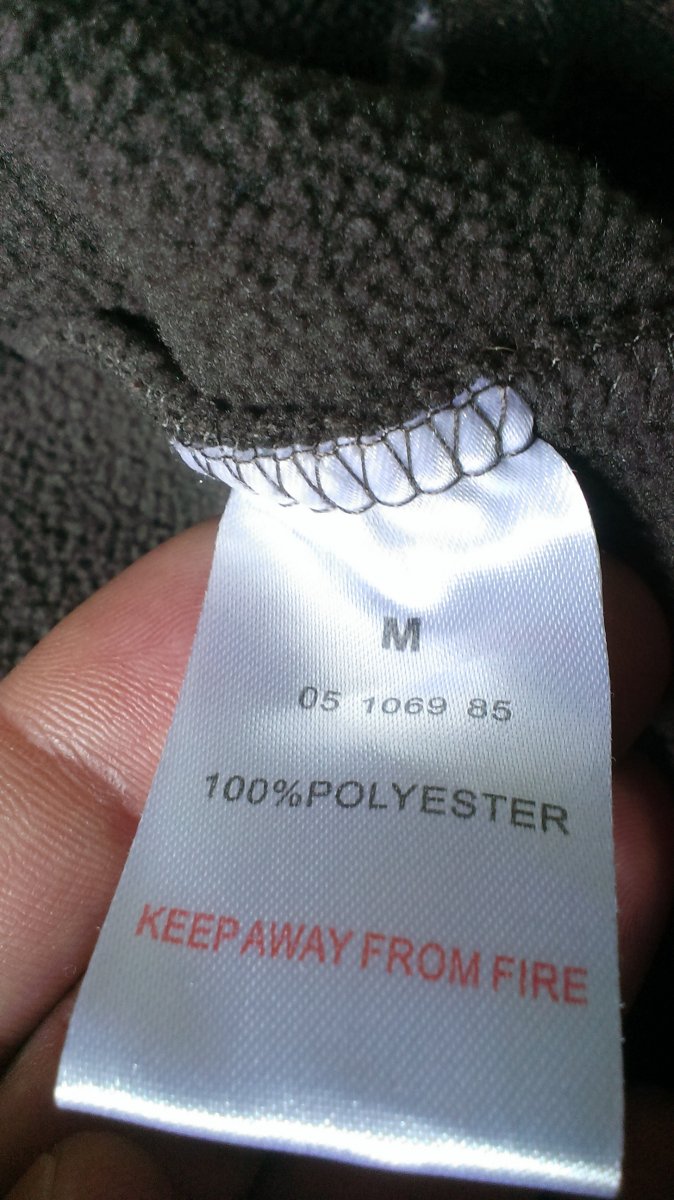 M
05 1069 85
100%POLYESTER
KEEP AWAY FROM FIRE